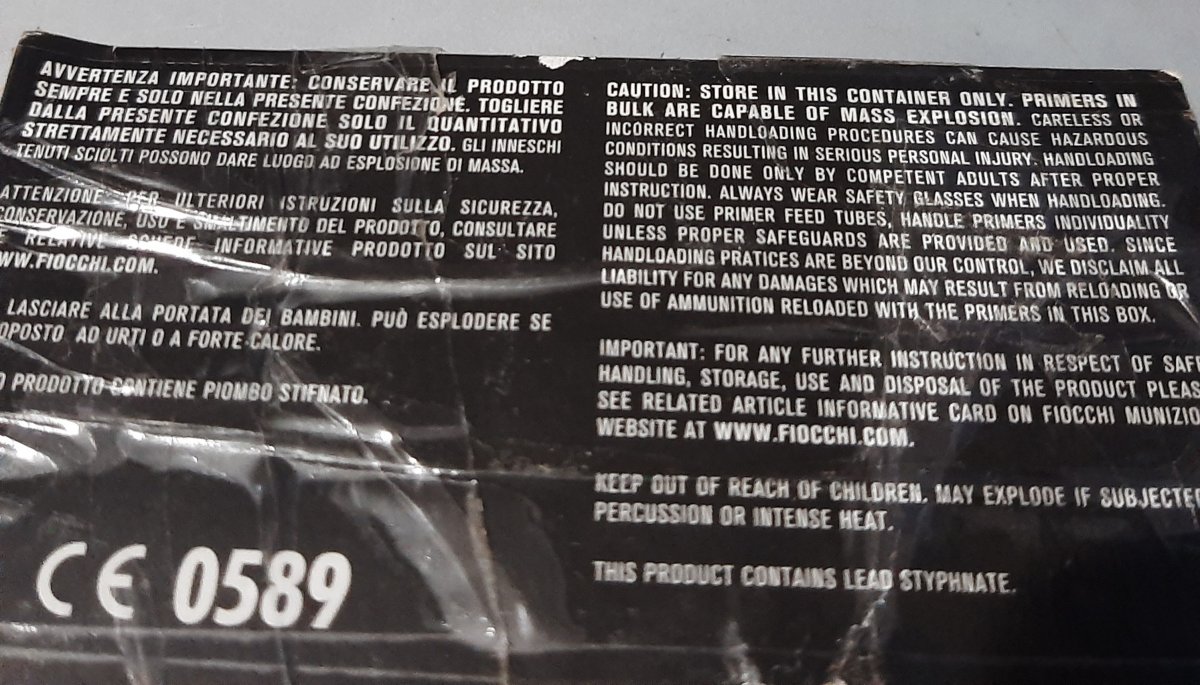 AVVERTENZA IMPORTANTE: CONSERVARE IL PRODOTTO
SEMPRE E SOLO NELLA PRESENTE CONFEZIONE. TOGLIERE
DALLA PRESENTE CONFEZIONE SOLO IL QUANTITATIVO
STRETTAMENTE NECESSARIO AL SUO UTILIZZO. GLI INNESCHI
TENUTI SCIOLTI POSSONO DARE LUOGO AD ESPLOSIONE DI MASSA.
ATTENZIONE PER ULTERIORI ISTRUZIONI SULLA SICUREZZA,
CONSERVAZIONE, USO E SMALTIMENTO DEL PRODOTTO, CONSULTARE
LE RELATIVE SCHEDE INFORMATIVE PRODOTTO SUL SITO
WW.FIOCCHI.COM.
LASCIARE ALLA PORTATA DEI BAMBINI. PUÒ ESPLODERE SE
OPOSTO AD URTI O A FORTE CALORE.
O PRODOTTO CONTIENE PIOMBO STIFNATO.
CE 0589
CAUTION: STORE IN THIS CONTAINER ONLY. PRIMERS IN
BULK ARE CAPABLE OF MASS EXPLOSION. CARELESS OR
INCORRECT HANDLOADING PROCEDURES CAN CAUSE HAZARDOUS
CONDITIONS RESULTING IN SERIOUS PERSONAL INJURY. HANDLOADING
SHOULD BE DONE ONLY BY COMPETENT ADULTS AFTER PROPER
INSTRUCTION. ALWAYS WEAR SAFETY GLASSES WHEN HANDLOADING.
DO NOT USE PRIMER FEED TUBES, HANDLE PRIMERS INDIVIDUALITY
UNLESS PROPER SAFEGUARDS ARE PROVIDED AND USED. SINCE
HANDLOADING PRATICES ARE BEYOND OUR CONTROL, WE DISCLAIM ALL
LIABILITY FOR ANY DAMAGES WHICH MAY RESULT FROM RELOADING OR
USE OF AMMUNITION RELOADED WITH THE PRIMERS IN THIS BOX.
IMPORTANT: FOR ANY FURTHER INSTRUCTION IN RESPECT OF SAFE
HANDLING, STORAGE, USE AND DISPOSAL OF THE PRODUCT PLEAS
SEE RELATED ARTICLE INFORMATIVE CARD ON FIOCCHI MUNIZIO
WEBSITE AT WWW.FIOCCHI.COM.
KEEP OUT OF REACH OF CHILDREN. MAY EXPLODE IF SUBJECTED
PERCUSSION OR INTENSE HEAT.
THIS PRODUCT CONTAINS LEAD STYPHNATE.